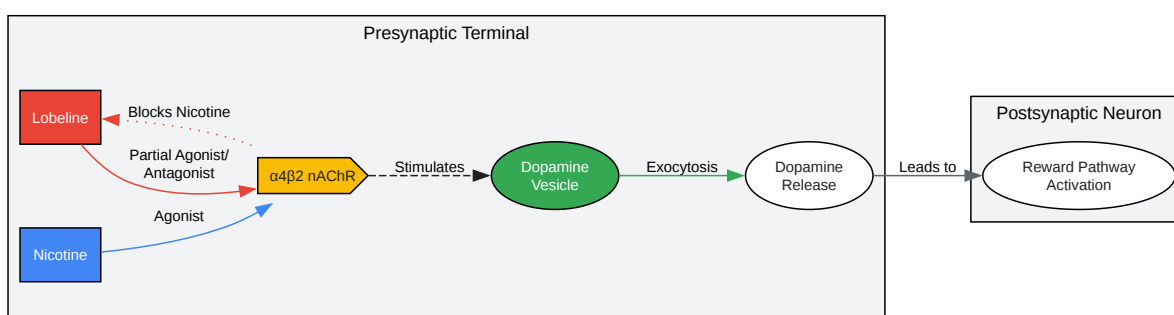 Presynaptic Terminal
Lobeline
Blocks Nicotine
Partial Agonist/
Antagonist
α4β2 nAChR
Agonist
Nicotine
Stimulates
Dopamine
Vesicle
Exocytosis
Dopamine
Release
Leads to
Postsynaptic Neuron
Reward Pathway
Activation